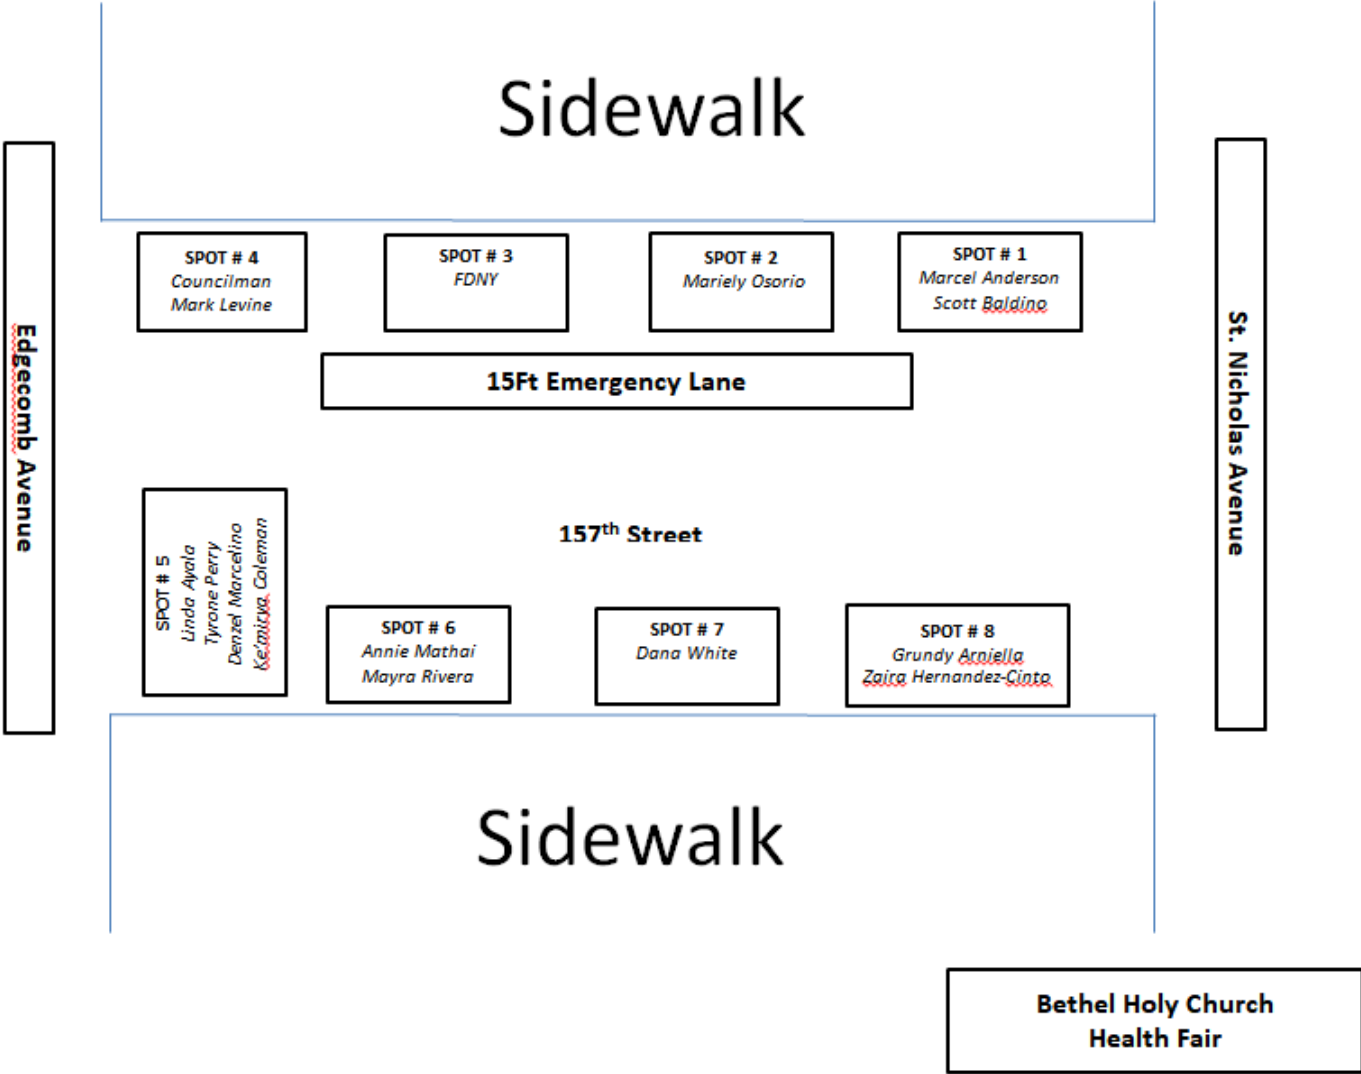 Sidewalk
SPOT # 4
Councilman
Mark Levine
SPOT # 3
FDNY
SPOT # 2
Mariely Osorio
SPOT # 1
Marcel Anderson
Scott Baldino
Edgecomb Avenue
St. Nicholas Avenue
15Ft Emergency Lane
157th Street
SPOT # 5
Linda Ayala
Tyrone Perry
Denzel Marcelino
Ke'mirya Coleman
SPOT # 6
Annie Mathai
Mayra Rivera
SPOT # 7
Dana White
SPOT # 8
Grundy Arniella
Zaira Hernandez-Cinto
Sidewalk
Bethel Holy Church
Health Fair